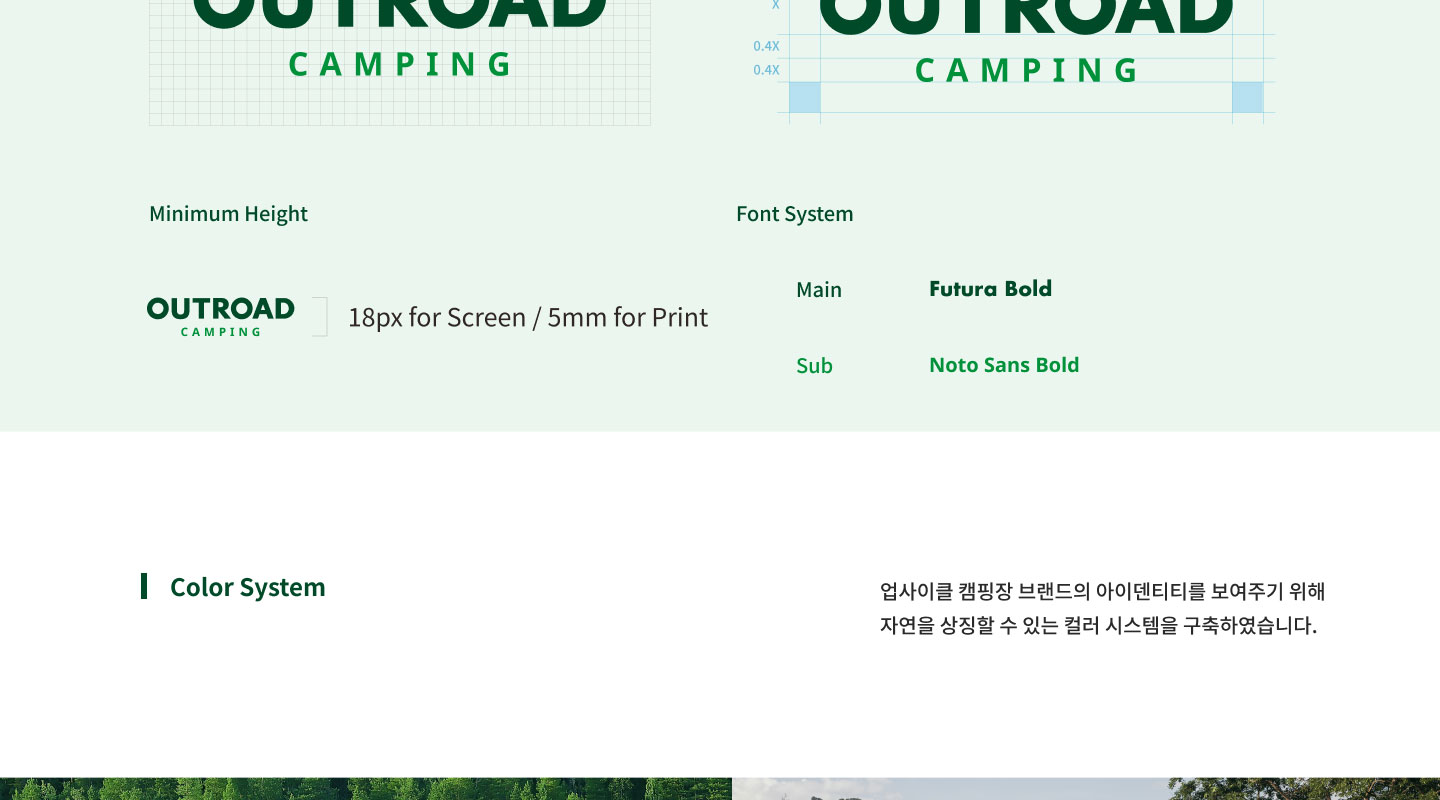 OUTROAD
CAMPING
OUTROAD
CAMPING
X
0.4X
0.4X
Minimum Height
OUTROAD
CAMPING
18px for Screen / 5mm for Print
Font System
Main
Futura Bold
Sub
Noto Sans Bold
Color System
업사이클 캠핑장 브랜드의 아이덴티티를 보여주기 위해
자연을 상징할 수 있는 컬러 시스템을 구축하였습니다.